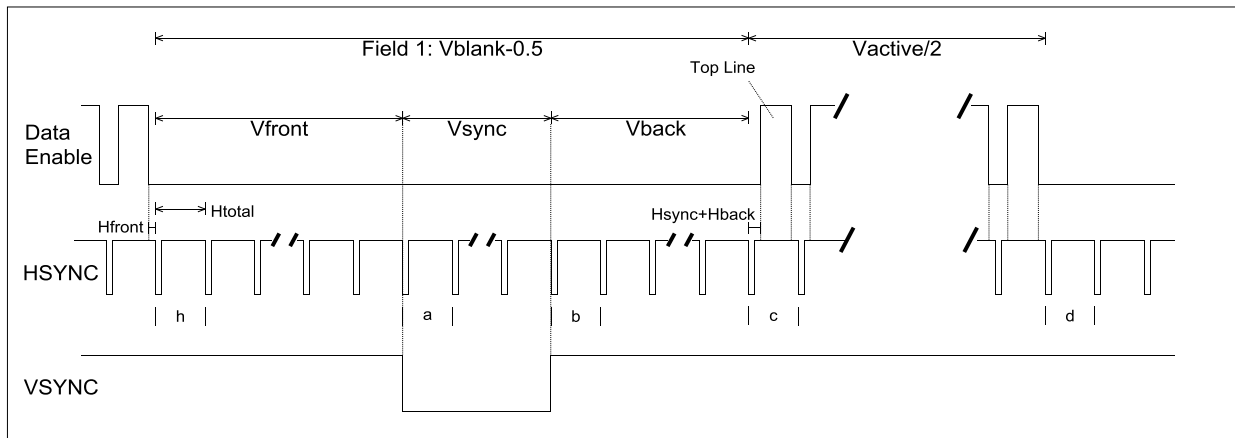 Field 1: Vblank-0.5
Vactive/2
Top Line
Data
Enable
Vfront
Vsync
Vback
Htotal
Hfront
Hsync+Hback
HSYNC
h
a
b
c
d
VSYNC